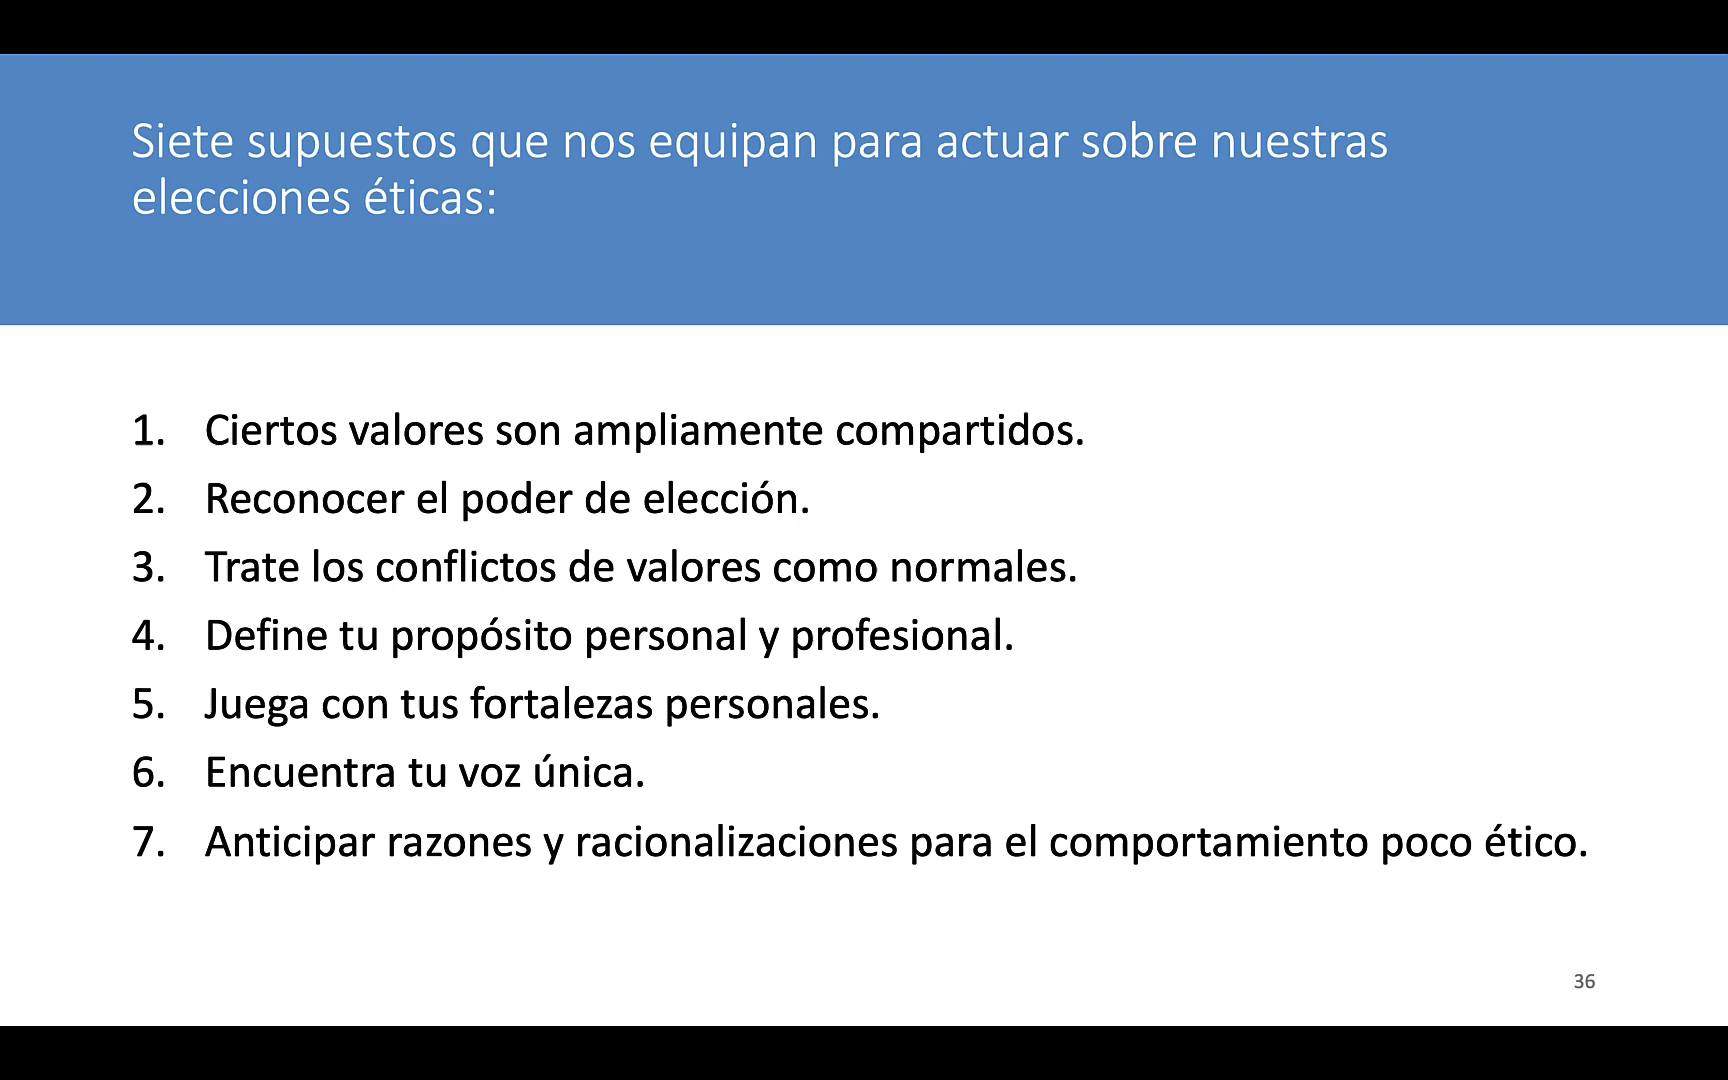 Siete supuestos que nos equipan para actuar sobre nuestras
elecciones éticas:
1. Ciertos valores son ampliamente compartidos.
2. Reconocer el poder de elección.
3. Trate los conflictos de valores como normales.
4. Define tu propósito personal y profesional.
5. Juega con tus fortalezas personales.
6. Encuentra tu voz única.
7. Anticipar razones y racionalizaciones para el comportamiento poco ético.
36